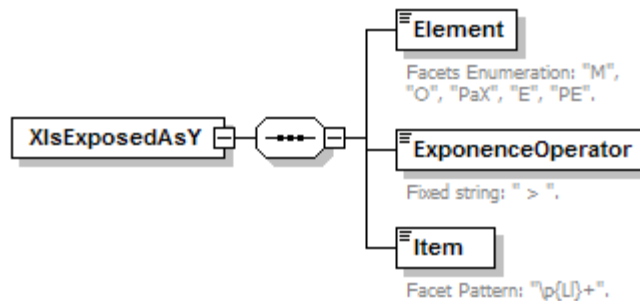 Element
Facets Enumeration: "M",
"O", "PaX", "E", "PE".
XIsExposedAsY
ExponenceOperator
Fixed string: " > ".
Item
Facet Pattern: "\p{Ll}+".